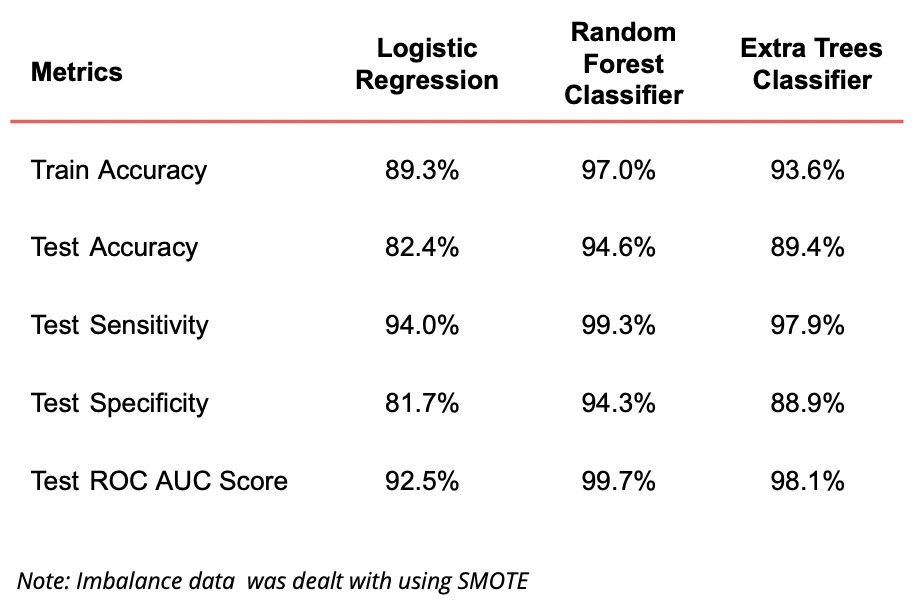 Metrics Logistic Regression Random Forest Classifier Extra Trees Classifier
Train Accuracy 89.3% 97.0% 93.6%
Test Accuracy 82.4% 94.6% 89.4%
Test Sensitivity 94.0% 99.3% 97.9%
Test Specificity 81.7% 94.3% 88.9%
Test ROC AUC Score 92.5% 99.7% 98.1%
Note: Imbalance data was dealt with using SMOTE